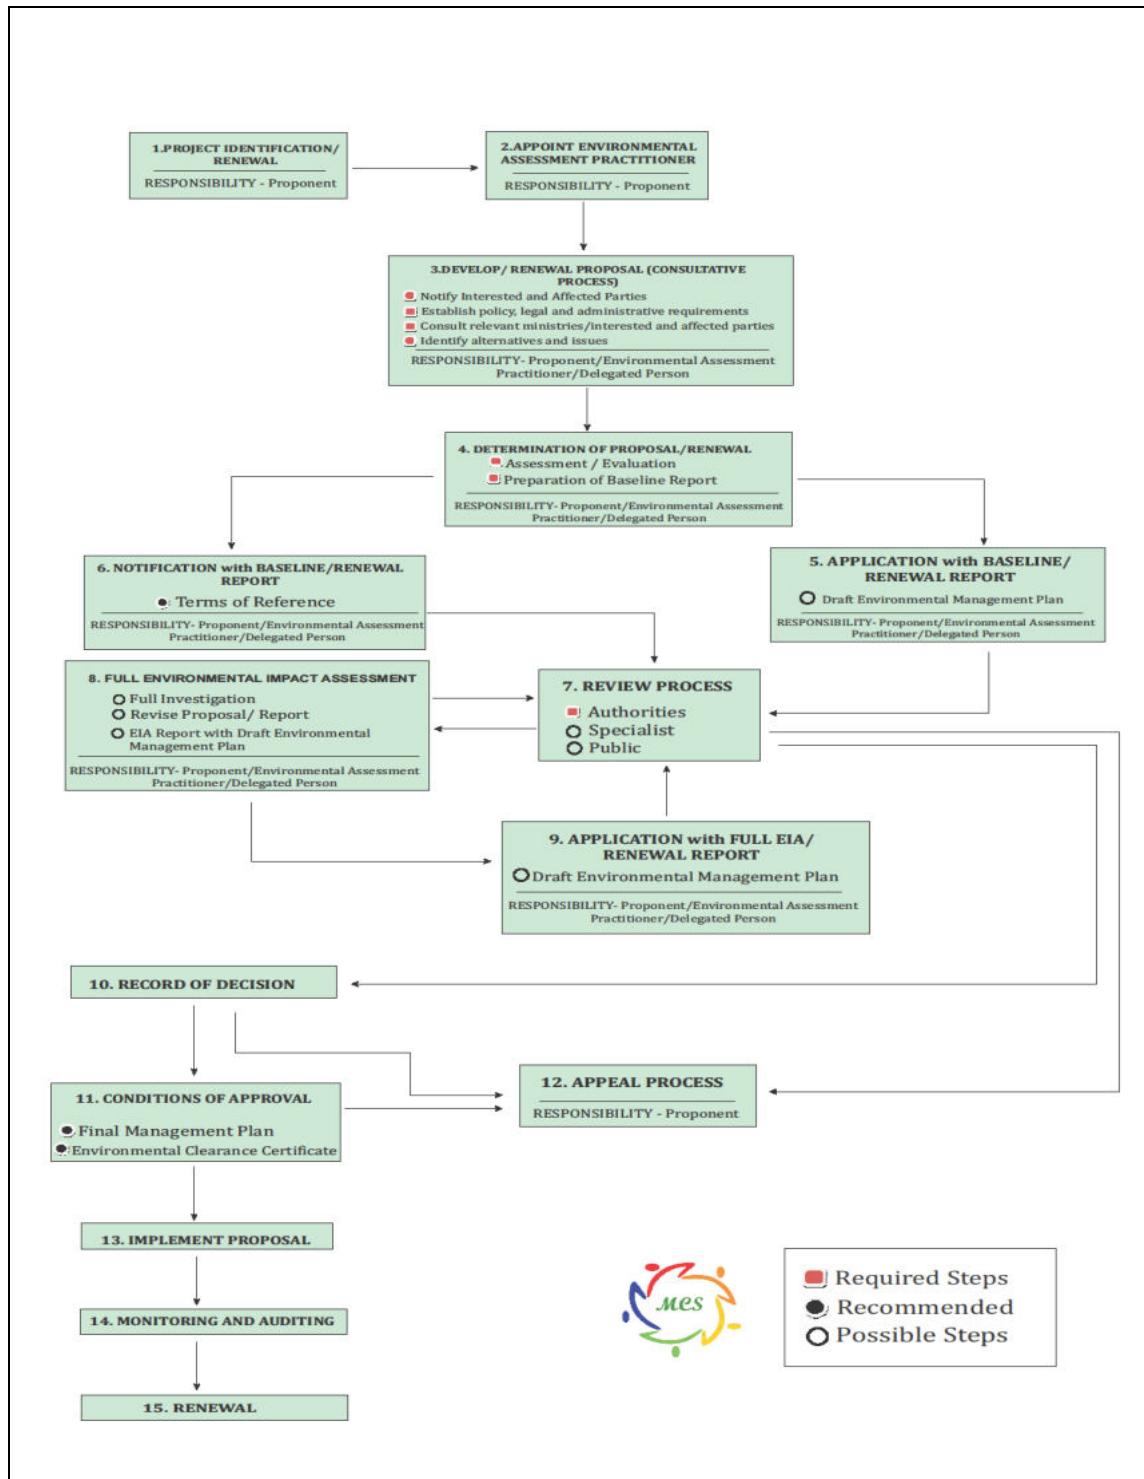 1.PROJECT IDENTIFICATION/
RENEWAL
RESPONSIBILITY - Proponent
2.APPOINT ENVIRONMENTAL
ASSESSMENT PRACTITIONER
RESPONSIBILITY - Proponent
3.DEVELOP/ RENEWAL PROPOSAL (CONSULTATIVE
PROCESS)
Notify Interested and Affected Parties
Establish policy, legal and administrative requirements
Consult relevant ministries/interested and affected parties
Identify alternatives and issues
RESPONSIBILITY- Proponent/Environmental Assessment
Practitioner/Delegated Person
4. DETERMINATION OF PROPOSAL/RENEWAL
Assessment / Evaluation
Preparation of Baseline Report
RESPONSIBILITY- Proponent/Environmental Assessment
Practitioner/Delegated Person
6. NOTIFICATION with BASELINE/RENEWAL
REPORT
Terms of Reference
RESPONSIBILITY- Proponent/Environmental Assessment
Practitioner/Delegated Person
5. APPLICATION with BASELINE/
RENEWAL REPORT
Draft Environmental Management Plan
RESPONSIBILITY- Proponent/Environmental Assessment
Practitioner/Delegated Person
8. FULL ENVIRONMENTAL IMPACT ASSESSMENT
Full Investigation
Revise Proposal/ Report
EIA Report with Draft Environmental
Management Plan
RESPONSIBILITY- Proponent/Environmental Assessment
Practitioner/Delegated Person
7. REVIEW PROCESS
Authorities
Specialist
Public
9. APPLICATION with FULL EIA/
RENEWAL REPORT
Draft Environmental Management Plan
RESPONSIBILITY- Proponent/Environmental Assessment
Practitioner/Delegated Person
10. RECORD OF DECISION
11. CONDITIONS OF APPROVAL
Final Management Plan
Environmental Clearance Certificate
12. APPEAL PROCESS
RESPONSIBILITY - Proponent
13. IMPLEMENT PROPOSAL
14. MONITORING AND AUDITING
15. RENEWAL
MCS
Required Steps
Recommended
Possible Steps